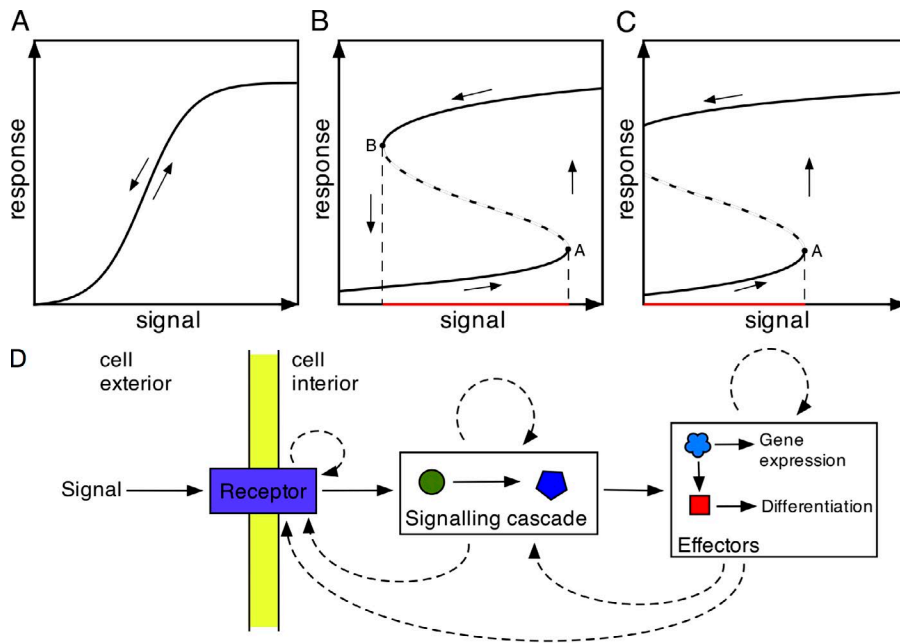 A
B
C
response
response
response
B
A
A
signal
signal
signal
D
cell
exterior
cell
interior
Signal
Receptor
Signalling cascade
Gene
expression
Differentiation
Effectors